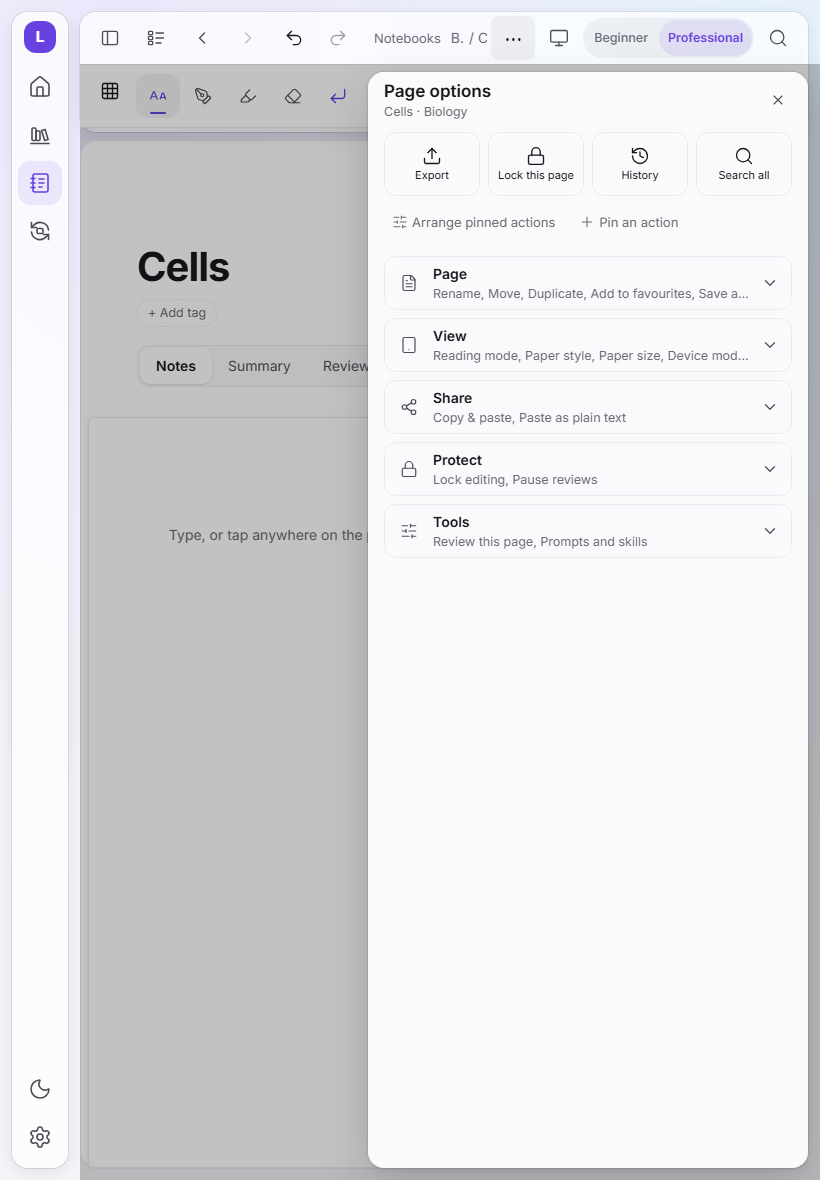 L
Notebooks B. / C
Beginner Professional
Aa
Page options
Cells · Biology
Export
Lock this page
History
Search all
Arrange pinned actions
Pin an action
Cells
+ Add tag
Notes Summary Review
Type, or tap anywhere on the
Page
Rename, Move, Duplicate, Add to favourites, Save a...
View
Reading mode, Paper style, Paper size, Device mod...
Share
Copy & paste, Paste as plain text
Protect
Lock editing, Pause reviews
Tools
Review this page, Prompts and skills